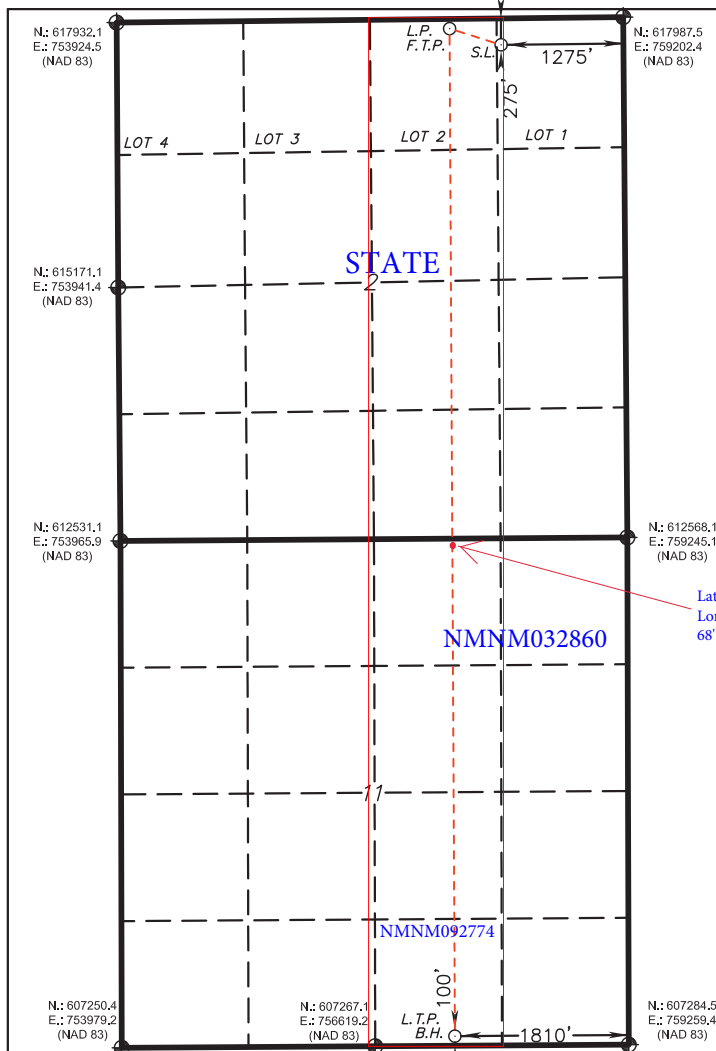 N.: 617932.1
E.: 753924.5
(NAD 83)
L.P.
F.T.P.
S.L.
1275'
N.: 617987.5
E.: 759202.4
(NAD 83)
275'
LOT 4
LOT 3
LOT 2
LOT 1
N.: 615171.1
E.: 753941.4
(NAD 83)
STATE
2
N.: 612531.1
E.: 753965.9
(NAD 83)
N.: 612568.1
E.: 759245.1
(NAD 83)
Lat
Lon
68'
NMNM032860
11
NMNM092774
100'
N.: 607250.4
E.: 753979.2
(NAD 83)
N.: 607267.1
E.: 756619.2
(NAD 83)
L.T.P.
B.H.
1810'
N.: 607284.5
E.: 759259.4
(NAD 83)